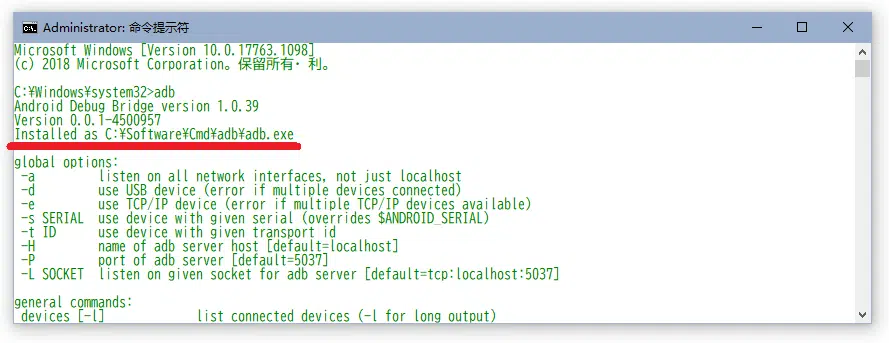 Administrator: 命令提示符
Microsoft Windows [Version 10.0.17763.1098]
(c) 2018 Microsoft Corporation。保留所有・利。
C:¥Windows¥system32>adb
Android Debug Bridge version 1.0.39
Version 0.0.1-4500957
Installed as C:¥Software¥Cmd¥adb¥adb.exe
global options:
-a listen on all network interfaces, not just localhost
-d use USB device (error if multiple devices connected)
-e use TCP/IP device (error if multiple TCP/IP devices available)
-s SERIAL use device with given serial (overrides $ANDROID_SERIAL)
-t ID use device with given transport id
-H name of adb server host [default=localhost]
-P port of adb server [default=5037]
-L SOCKET listen on given socket for adb server [default=tcp:localhost:5037]
general commands:
devices [-l] list connected devices (-l for long output)